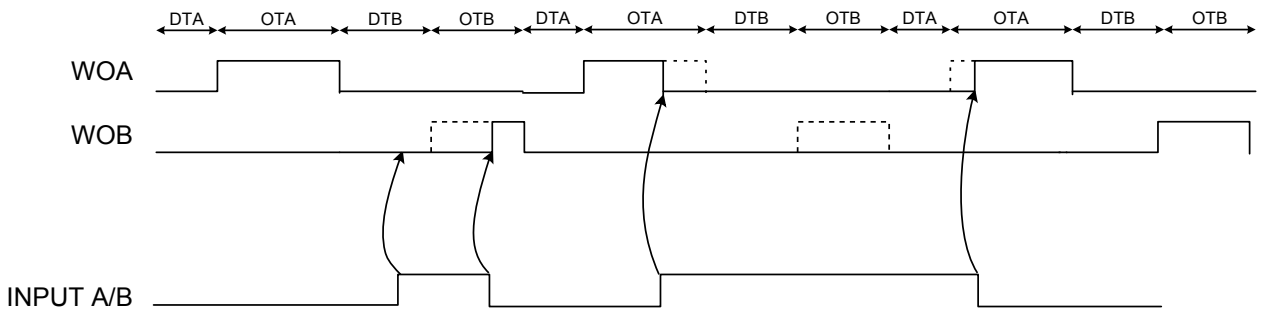 DTA OTA DTB OTB DTA OTA DTB OTB DTA OTA DTB OTB
WOA
WOB
INPUT A/B